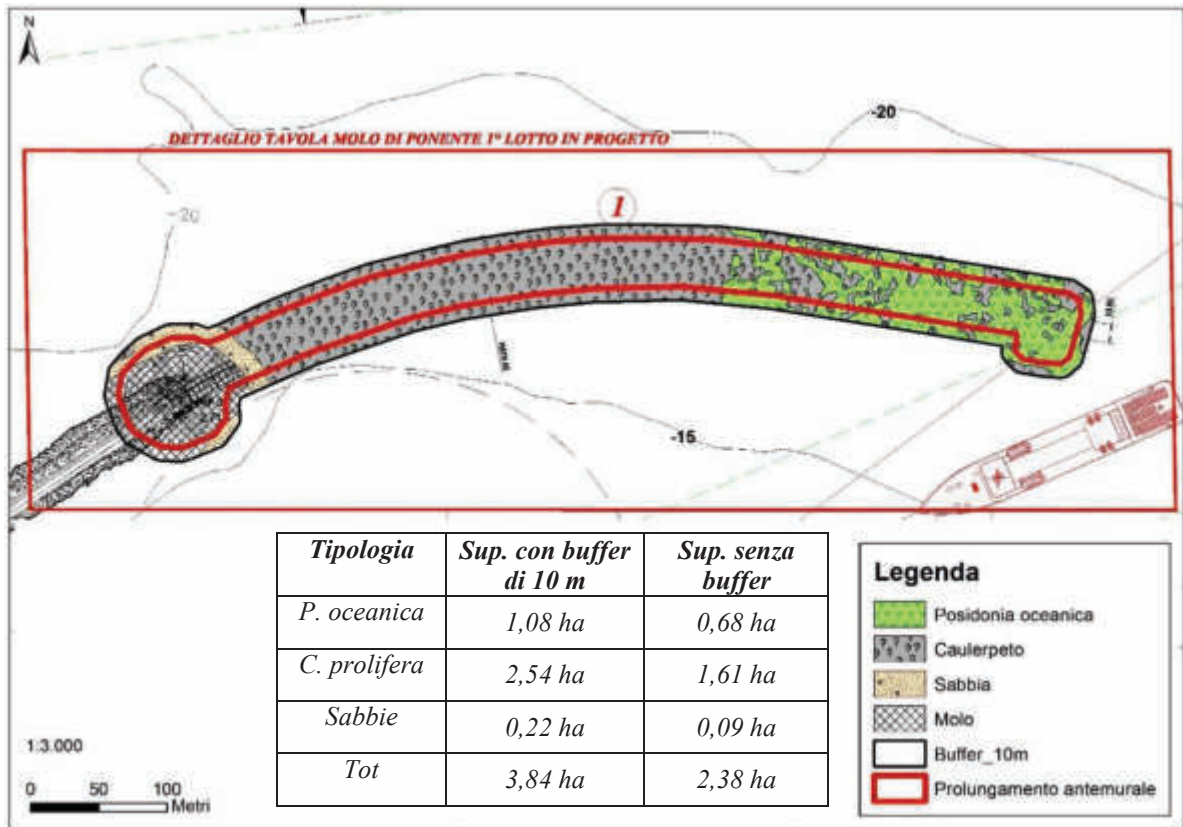 N
-20
DETTAGLIO TAVOLA MOLO DI PONENTE 1° LOTTO IN PROGETTO
-20
1
-15
Tipologia Sup. con buffer di 10 m Sup. senza buffer
P. oceanica 1,08 ha 0,68 ha
C. prolifera 2,54 ha 1,61 ha
Sabbie 0,22 ha 0,09 ha
Tot 3,84 ha 2,38 ha
Legenda
Posidonia oceanica
Caulerpeto
Sabbia
Molo
Buffer_10m
Prolungamento antemurale
1:3.000
0 50 100
Metri